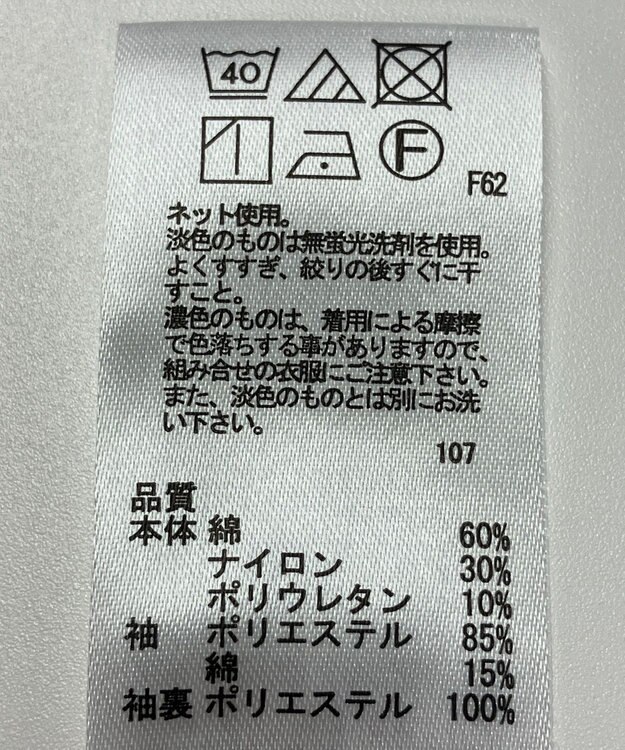 40
F
F62
ネット使用。
淡色のものは無蛍光洗剤を使用。
よくすすぎ、絞りの後すぐに干
すこと。
濃色のものは、着用による摩擦
で色落ちする事がありますので、
組み合せの衣服にご注意下さい。
また、淡色のものとは別にお洗
い下さい。
107
品質
本体 綿 60%
ナイロン 30%
ポリウレタン 10%
袖 ポリエステル 85%
綿 15%
袖裏 ポリエステル 100%